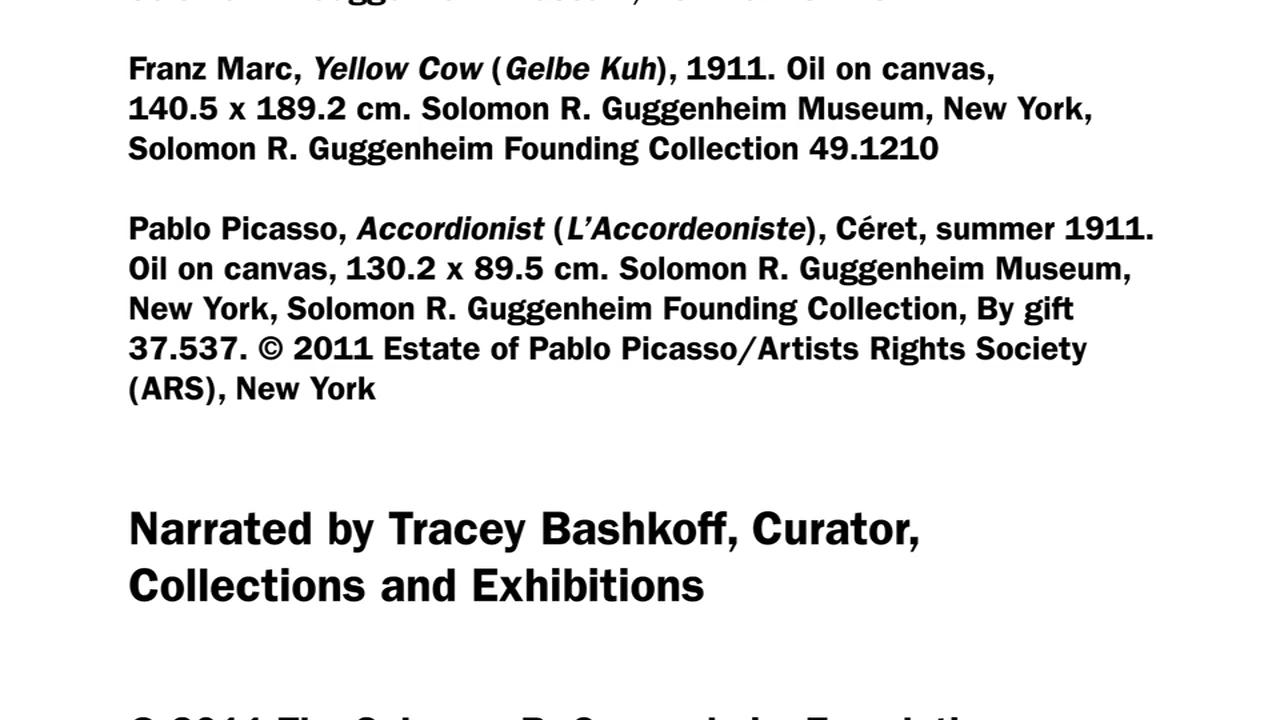 Franz Marc, Yellow Cow (Gelbe Kuh), 1911. Oil on canvas,
140.5 x 189.2 cm. Solomon R. Guggenheim Museum, New York,
Solomon R. Guggenheim Founding Collection 49.1210
Pablo Picasso, Accordionist (L’Accordeoniste), Céret, summer 1911.
Oil on canvas, 130.2 x 89.5 cm. Solomon R. Guggenheim Museum,
New York, Solomon R. Guggenheim Founding Collection, By gift
37.537. © 2011 Estate of Pablo Picasso/Artists Rights Society
(ARS), New York
Narrated by Tracey Bashkoff, Curator,
Collections and Exhibitions